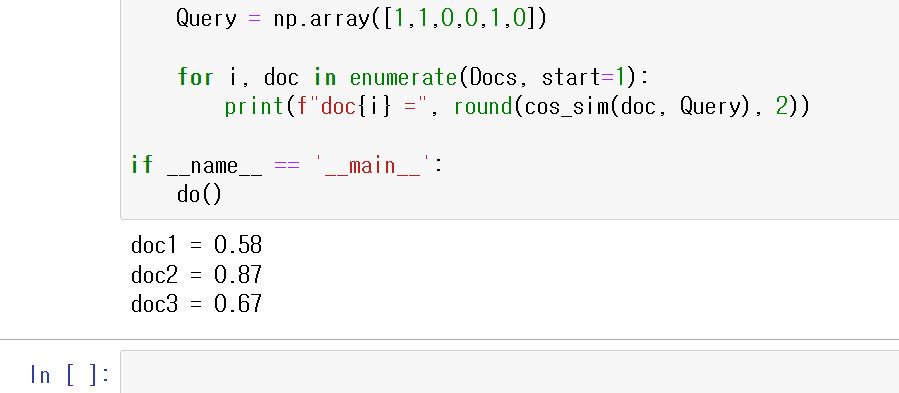 Query = np.array([1,1,0,0,1,0])
for i, doc in enumerate(Docs, start=1):
print(f"doc{i} =", round(cos_sim(doc, Query), 2))
if __name__ == '__main__':
do()
doc1 = 0.58
doc2 = 0.87
doc3 = 0.67
In [ ]: